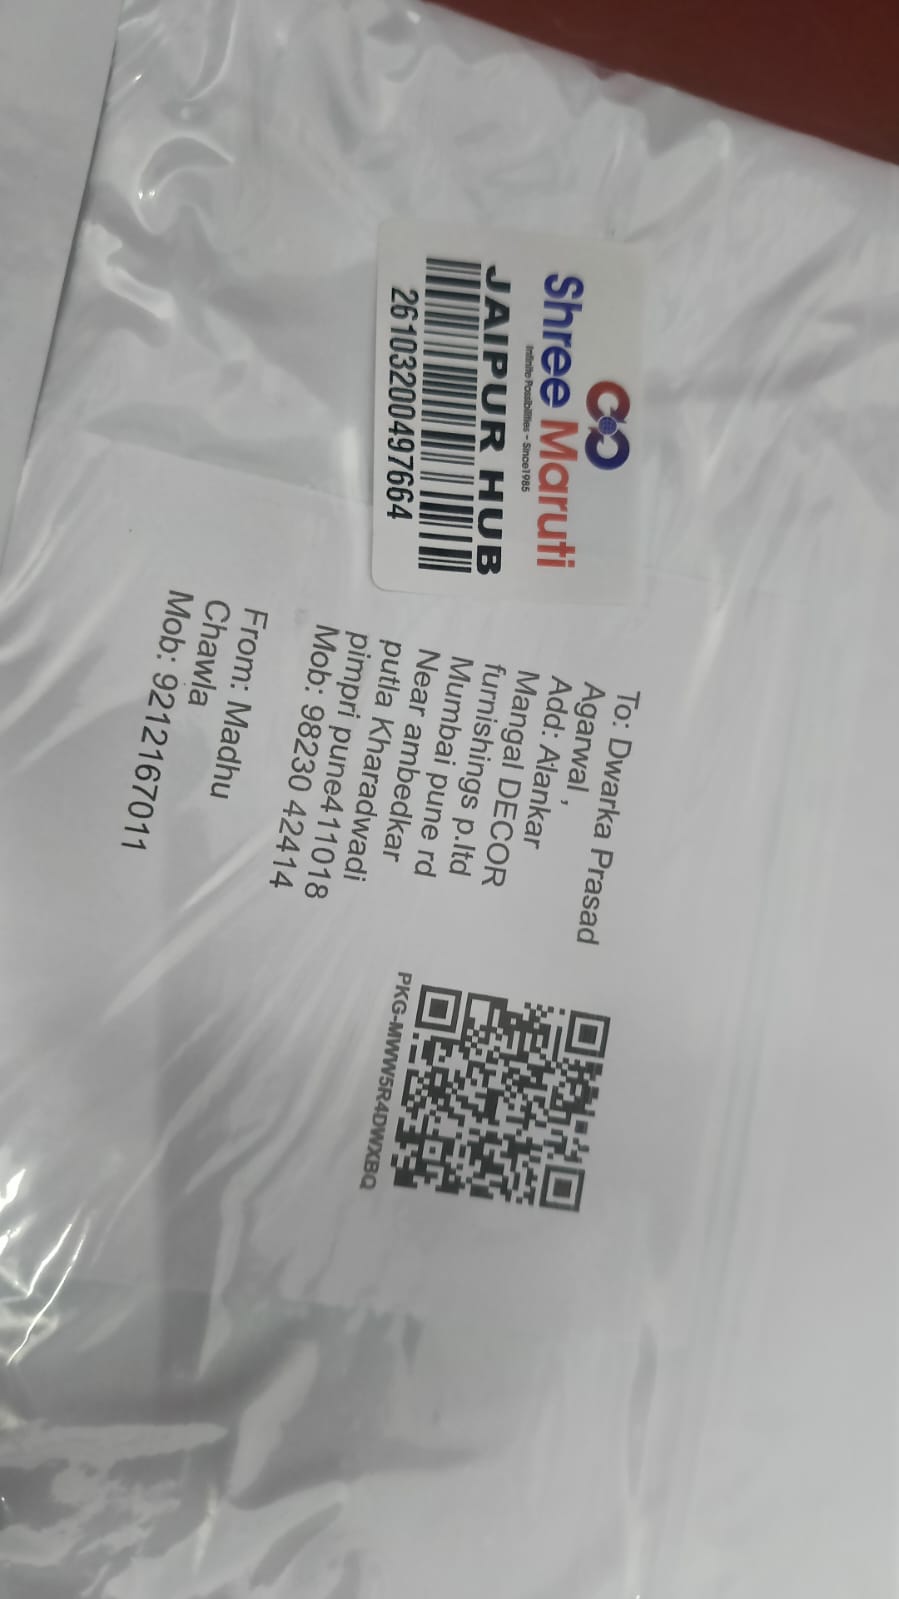 Shree Maruti
Infinite Possibilities - Since1985
JAIPUR HUB
26103200497664
To: Dwarka Prasad
Agarwal ,
Add: Alankar
Mangal DECOR
furnishings p.ltd
Mumbai pune rd
Near ambedkar
putla Kharadwadi
pimpri pune411018
Mob: 98230 42414
From: Madhu
Chawla
Mob: 9212167011
PKG-MWW5R4DWXBQ